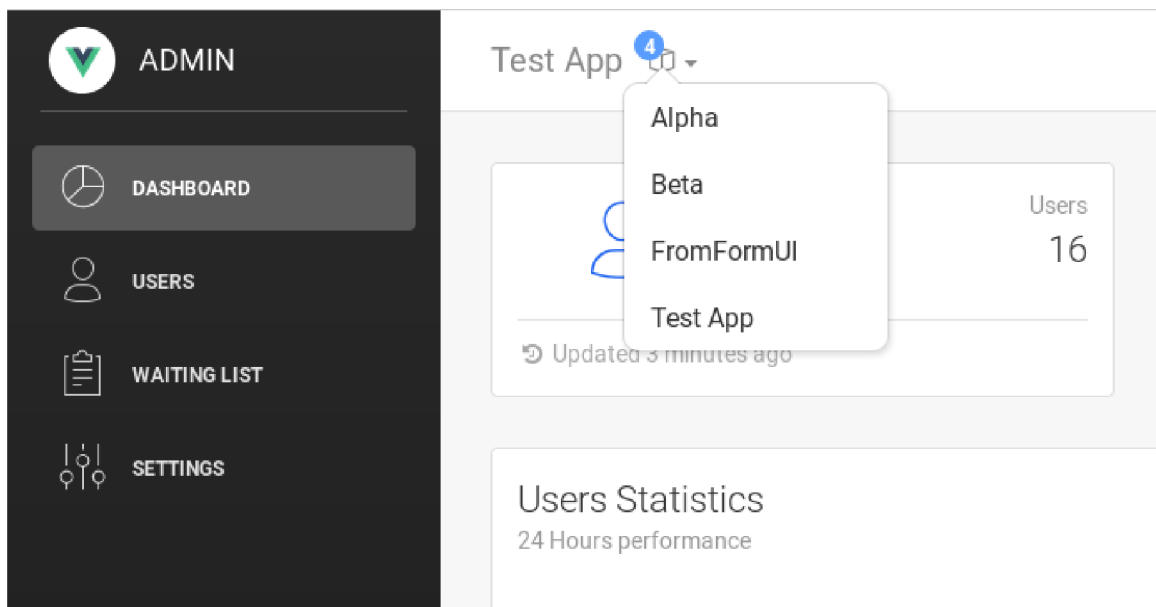 ADMIN
DASHBOARD
USERS
WAITING LIST
SETTINGS
Test App 4
Alpha
Beta
FromFormUI
Test App
Users
16
Updated 3 minutes ago
Users Statistics
24 Hours performance